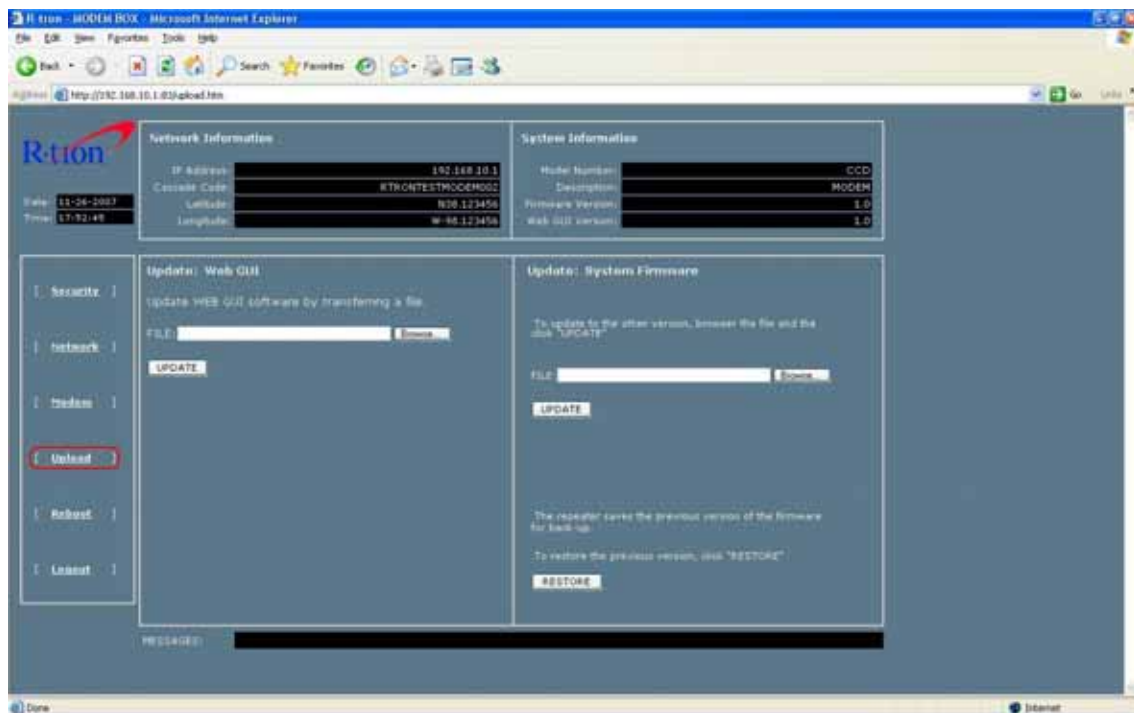 R-tron - MODEM BOX - Microsoft Internet Explorer
File Edit View Favorites Tools Help
Back Search Favorites
Address http://192.168.10.1:83/upload.htm Go Links
R-tron
Date: 11-26-2007
Time: 17:52:45
Network Information
IP Address: 192.168.10.1
Cascade Code: RTRONTESTMODEM002
Latitude: N38.123456
Longitude: W-98.123456
System Information
Model Number: CCD
Description: MODEM
Firmware Version: 1.0
Web GUI Version: 1.0
[ Security ]
[ Network ]
[ Modem ]
[ Upload ]
[ Reboot ]
[ Logout ]
Update: Web GUI
Update WEB GUI software by transferring a file.
FILE: Browse...
UPDATE
Update: System Firmware
To update to the other version, browser the file and the
click "UPDATE"
FILE: Browse...
UPDATE
The repeater saves the previous version of the firmware
for back-up.
To restore the previous version, click "RESTORE"
RESTORE
MESSAGES:
Done Internet